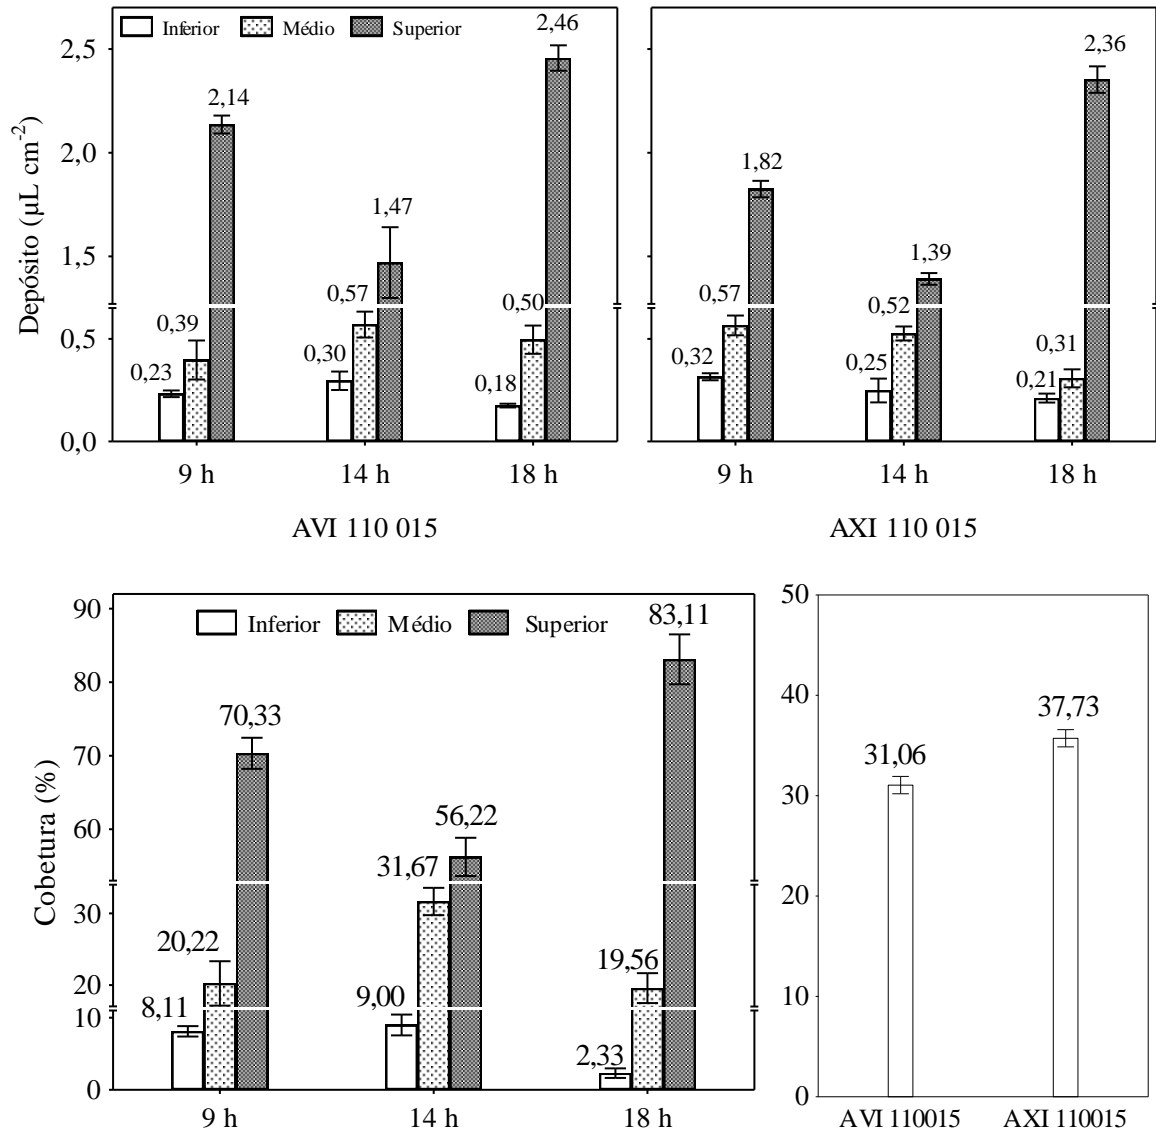 Inferior Médio Superior
Depósito (µL cm-2)
2,5
2,0
1,5
0,5
0,0
0,23 0,39 2,14
0,30 0,57 1,47
0,18 0,50 2,46
9 h 14 h 18 h
AVI 110 015
0,32 0,57 1,82
0,25 0,52 1,39
0,21 0,31 2,36
9 h 14 h 18 h
AXI 110 015
Inferior Médio Superior
Cobetura (%)
90
80
70
60
30
20
10
0
8,11 20,22 70,33
9,00 31,67 56,22
2,33 19,56 83,11
9 h 14 h 18 h
50
40
30
20
10
0
31,06 37,73
AVI 110015 AXI 110015